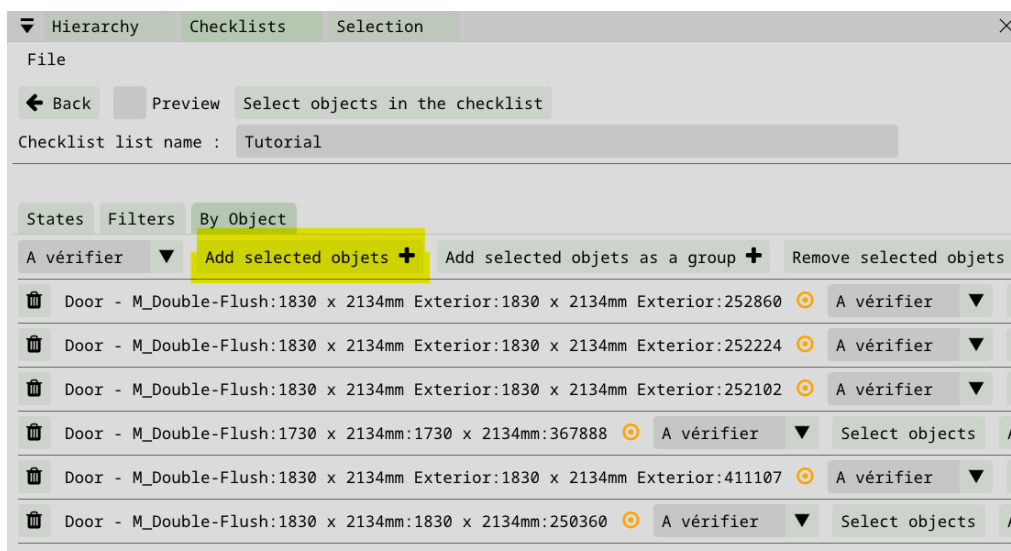 Hierarchy Checklists Selection
File
Back Preview Select objects in the checklist
Checklist list name : Tutorial
States Filters By Object
A vérifier Add selected objets Add selected objets as a group Remove selected objets
Door - M_Double-Flush:1830 x 2134mm Exterior:1830 x 2134mm Exterior:252860 A vérifier
Door - M_Double-Flush:1830 x 2134mm Exterior:1830 x 2134mm Exterior:252224 A vérifier
Door - M_Double-Flush:1830 x 2134mm Exterior:1830 x 2134mm Exterior:252102 A vérifier
Door - M_Double-Flush:1730 x 2134mm:1730 x 2134mm:367888 A vérifier Select objects
Door - M_Double-Flush:1830 x 2134mm Exterior:1830 x 2134mm Exterior:411107 A vérifier
Door - M_Double-Flush:1830 x 2134mm:1830 x 2134mm:250360 A vérifier Select objects